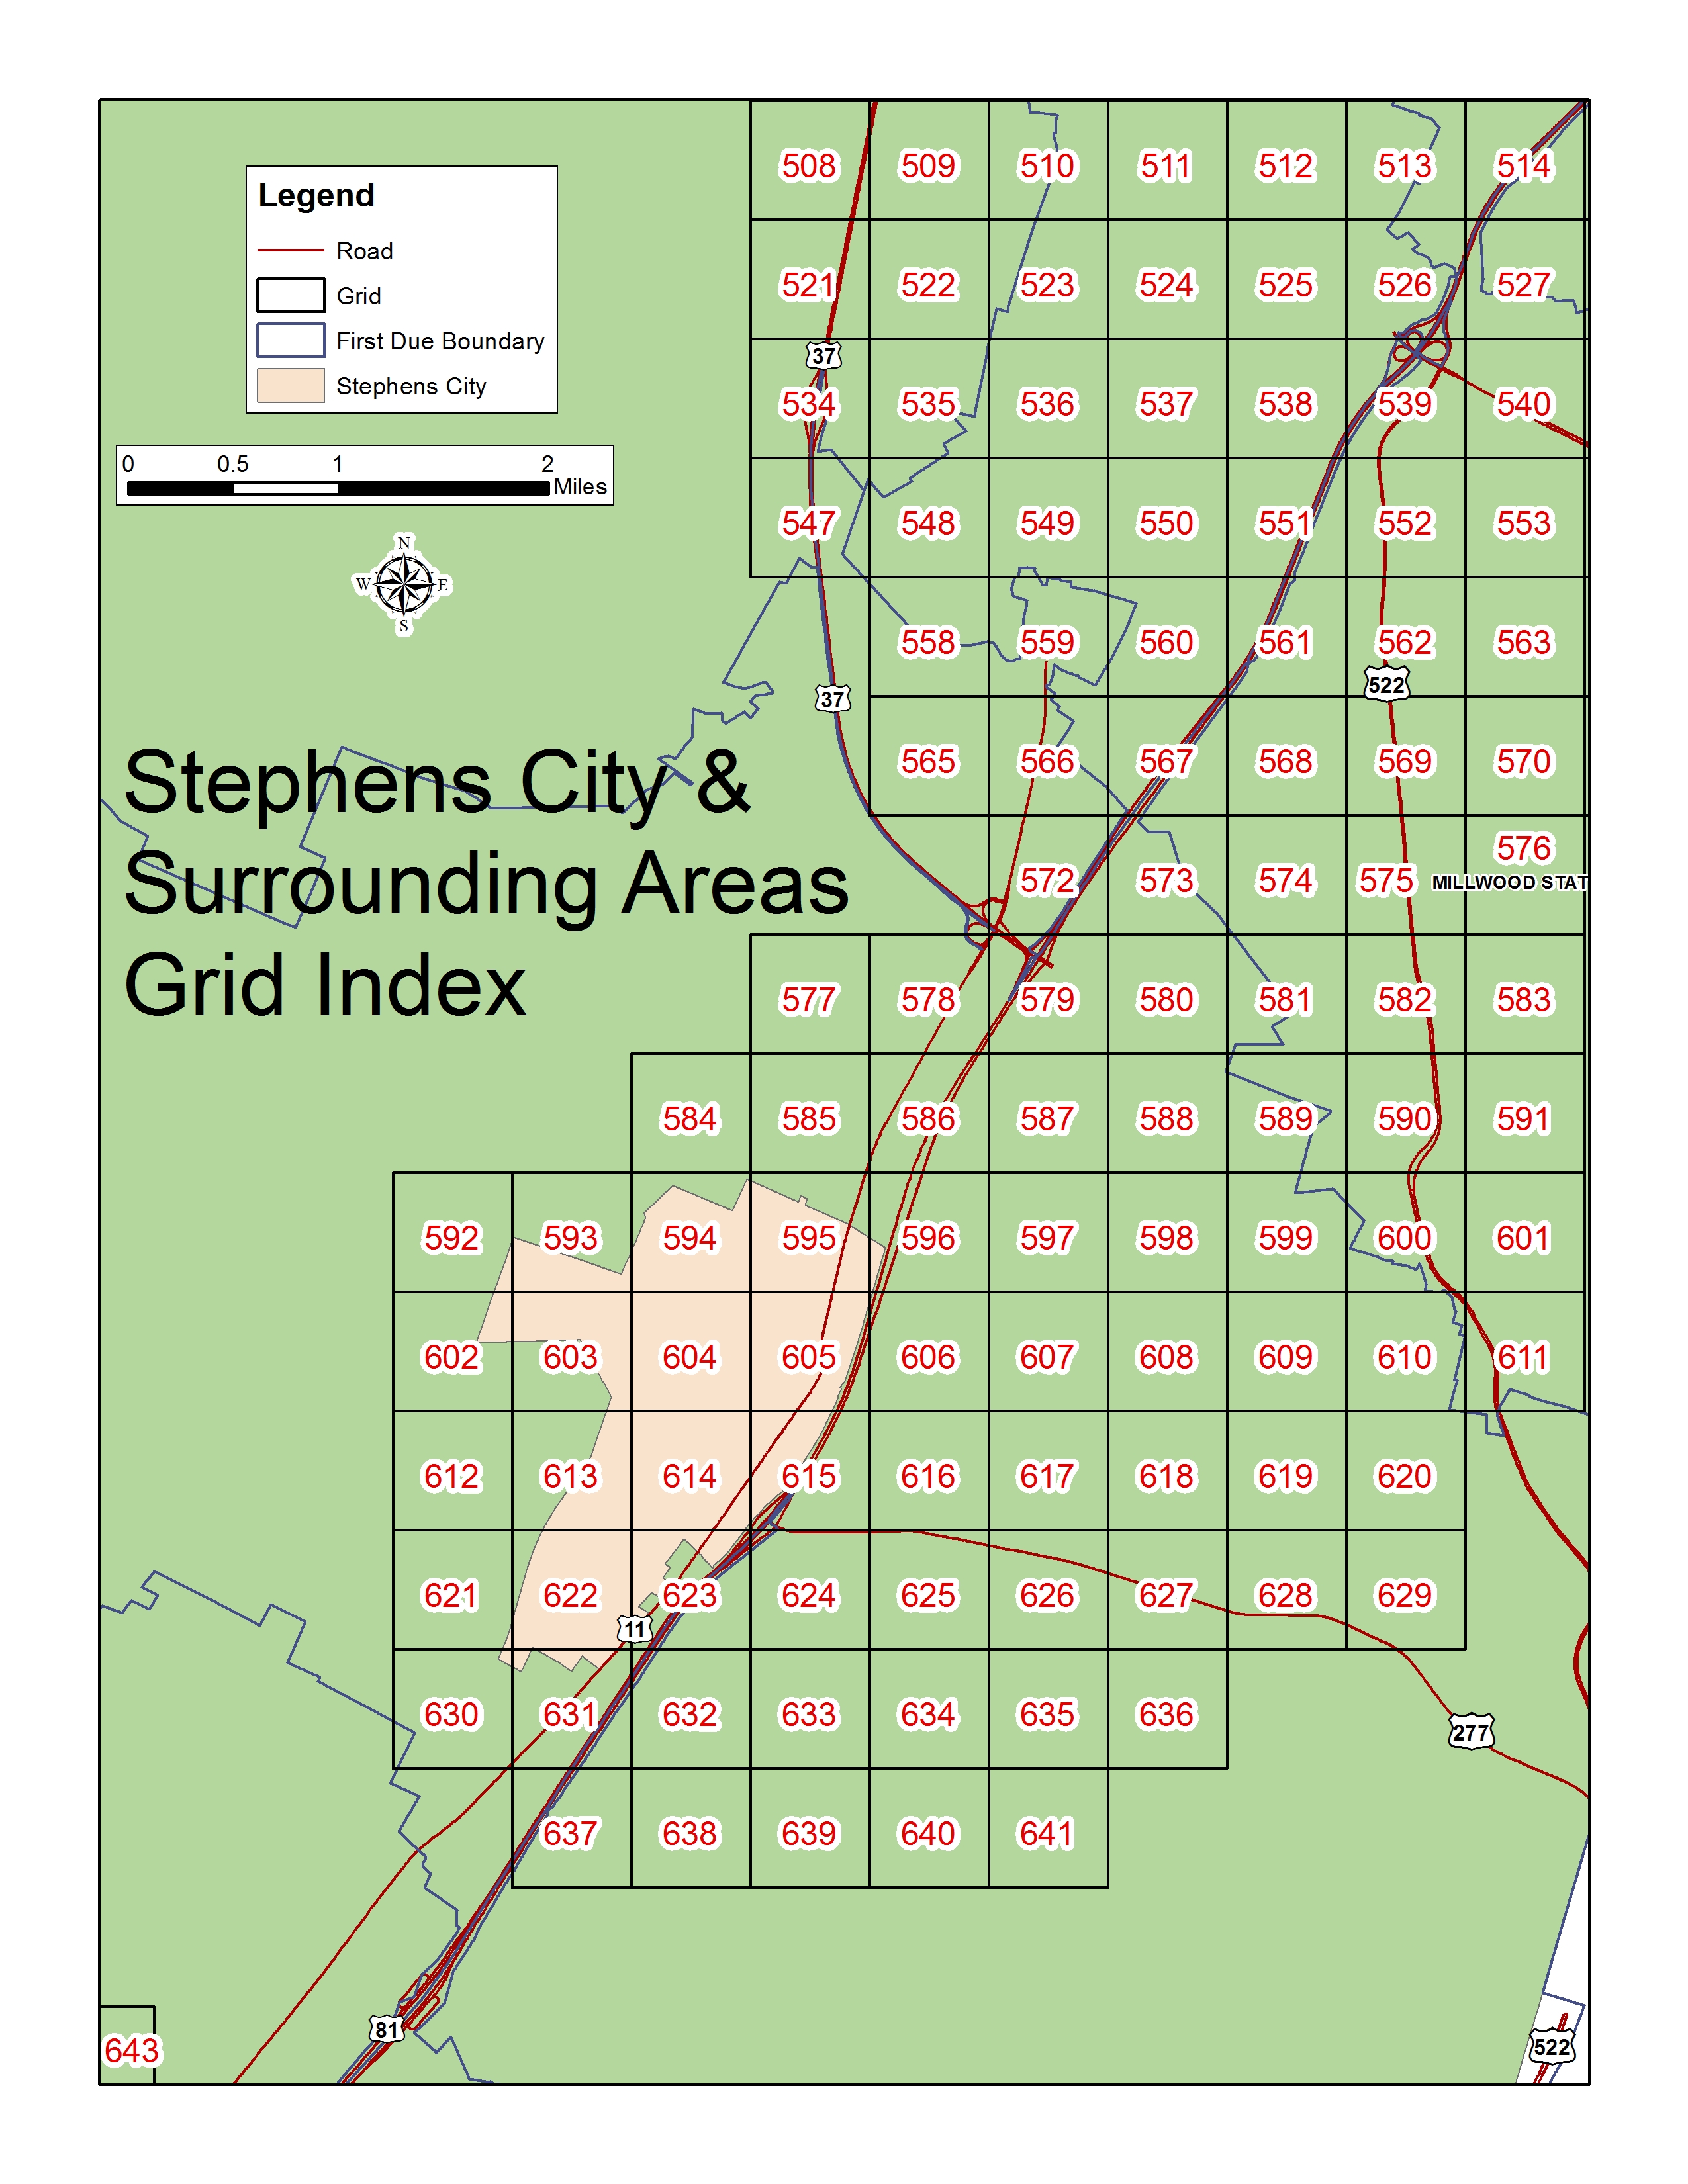 508 509 510 511 512 513 514
Legend
Road
Grid
First Due Boundary
Stephens City
521 522 523 524 525 526 527
37
534 535 536 537 538 539 540
0 0.5 1 2
Miles
547 548 549 550 551 552 553
N
W E
S
558 559 560 561 562 563
522
37
565 566 567 568 569 570
Stephens City &
Surrounding Areas
Grid Index
576
572 573 574 575 MILLWOOD STAT
577 578 579 580 581 582 583
584 585 586 587 588 589 590 591
592 593 594 595 596 597 598 599 600 601
602 603 604 605 606 607 608 609 610 611
612 613 614 615 616 617 618 619 620
621 622 623 624 625 626 627 628 629
11
630 631 632 633 634 635 636
277
637 638 639 640 641
81
643
522